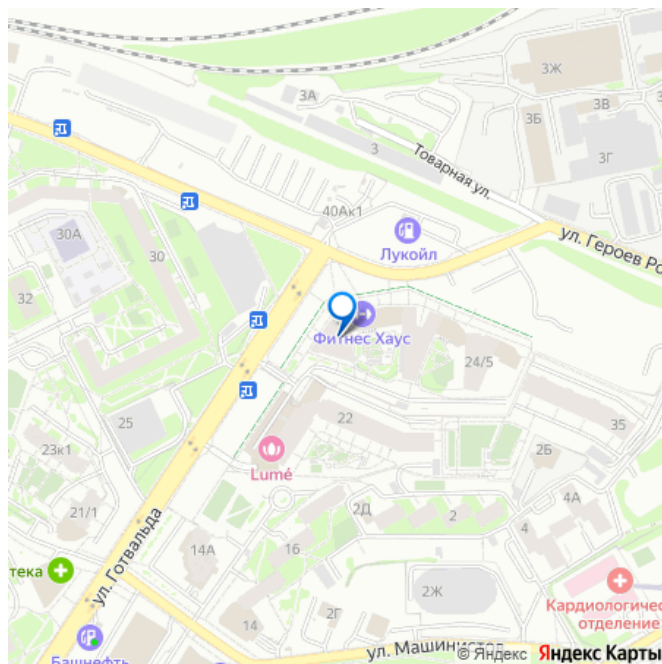 3Ж
3А
3Б
3В
3
3Г
Товарная ул.
40Ак1
Лукойл
ул. Героев Ро
30А
30
32
Фитнес Хаус
24/5
25
22
35
23к1
Lumé
2Б
21/1
2Д
2
4А
4
14А
16
тека
ул. Готвальда
2Ж
Кардиологичес
отделение
14
2Г
Башнефть
ул. Машинистов
© Яндекс Яндекс Карты